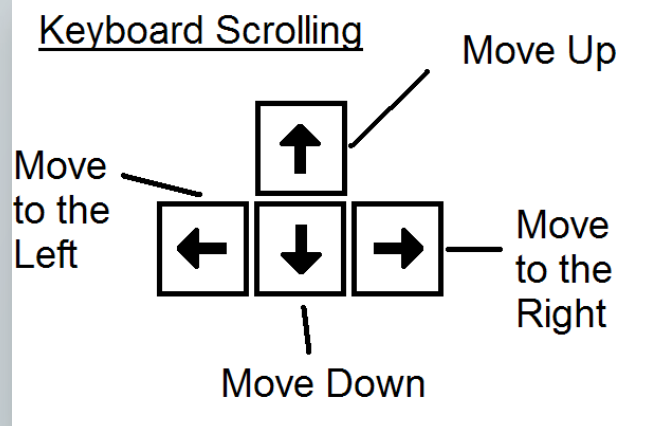 Keyboard Scrolling
Move Up
Move
to the
Left
Move
to the
Right
Move Down